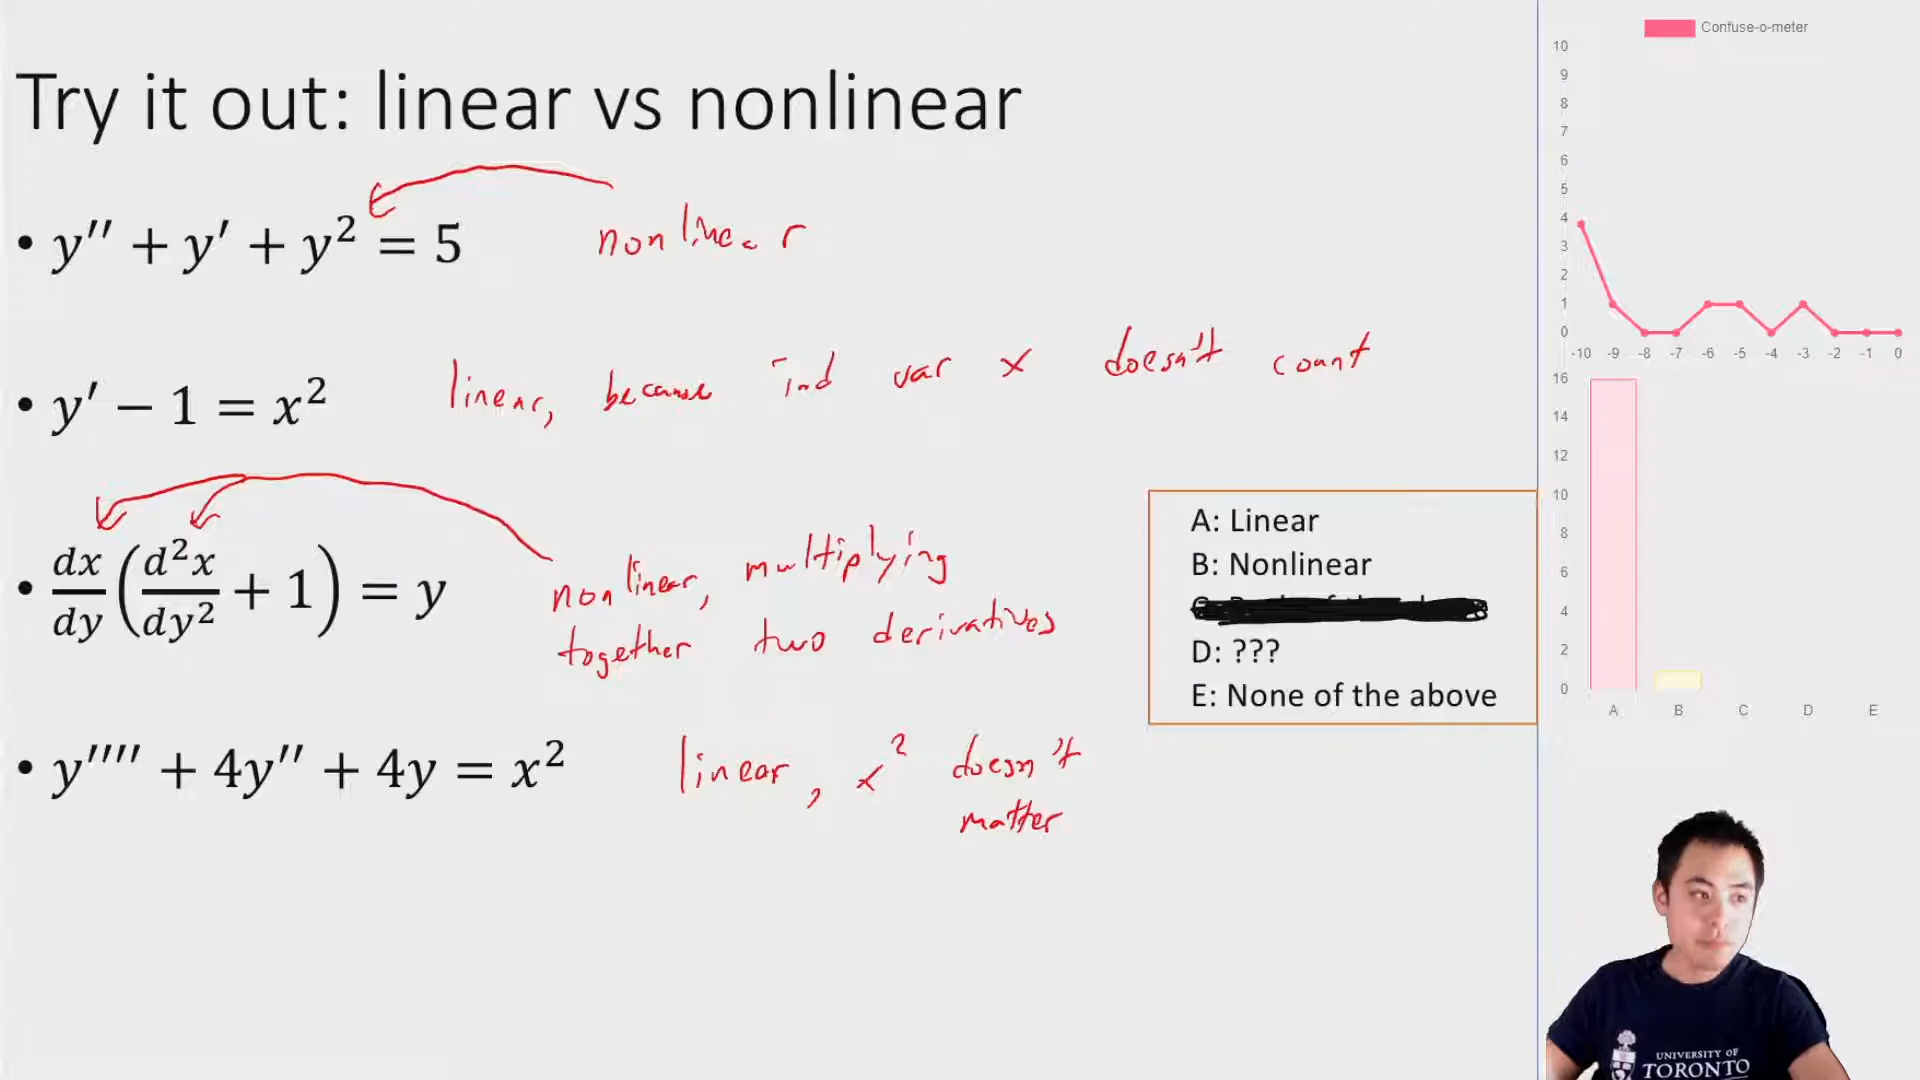 Try it out: linear vs nonlinear
• y′′ + y′ + y² = 5
nonlinear
• y′ − 1 = x²
linear, because ind var x doesn't count
• dx/dy (d²x/dy² + 1) = y
nonlinear, multiplying
together two derivatives
• y′′′′ + 4y′′ + 4y = x²
linear, x² doesn't
matter
A: Linear
B: Nonlinear
D: ???
E: None of the above
Confuse-o-meter
10
9
8
7
6
5
4
3
2
1
0
-10 -9 -8 -7 -6 -5 -4 -3 -2 -1 0
16
14
12
10
8
6
4
2
0
A B C D E
UNIVERSITY OF
TORONTO